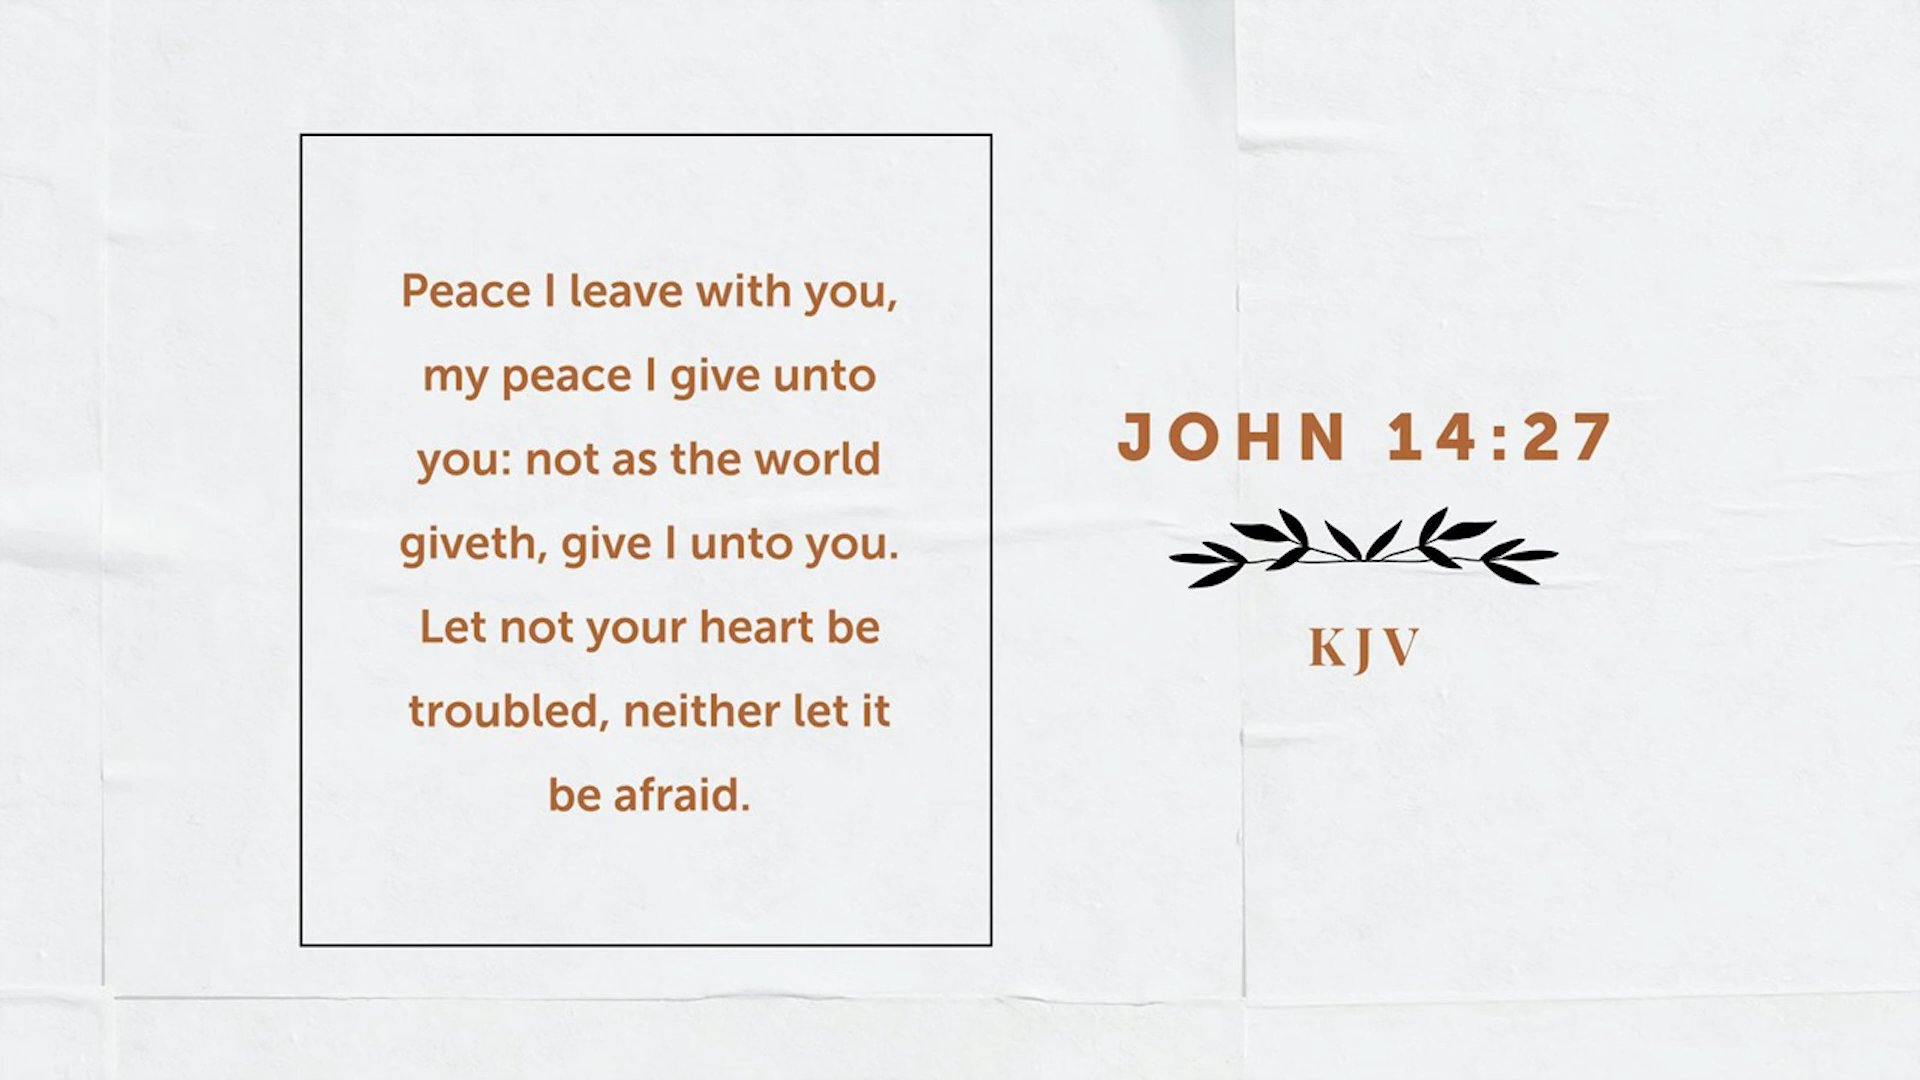 Peace I leave with you,
my peace I give unto
you: not as the world
giveth, give I unto you.
Let not your heart be
troubled, neither let it
be afraid.
JOHN 14:27
KJV